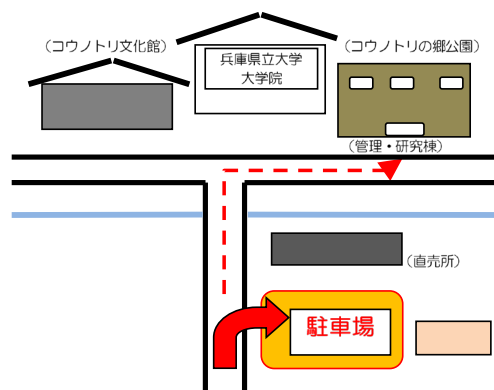 (コウノトリ文化館)
兵庫県立大学
大学院
(コウノトリの郷公園)
(管理・研究棟)
(直売所)
駐車場